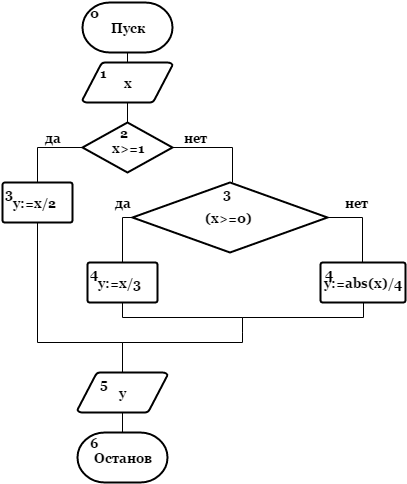 0
Пуск
1
x
2
x>=1
да
нет
3
y:=x/2
3
(x>=0)
да
нет
4
y:=x/3
4
y:=abs(x)/4
5
y
6
Останов